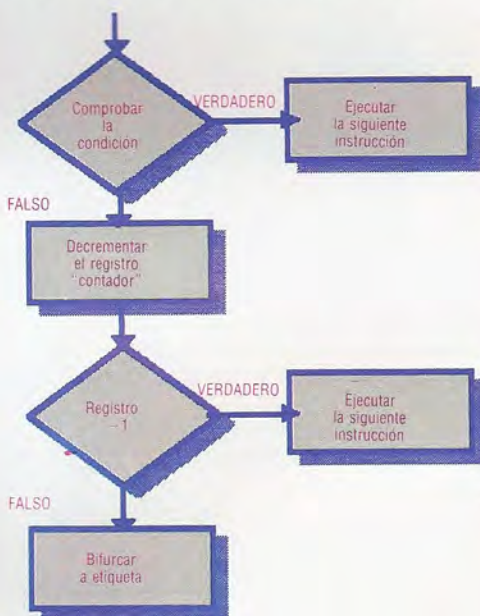 Comprobar
la
condición
VERDADERO
Ejecutar
la siguiente
instrucción
FALSO
Decrementar
el registro
"contador"
Registro
–1
VERDADERO
Ejecutar
la siguiente
instrucción
FALSO
Bifurcar
a etiqueta